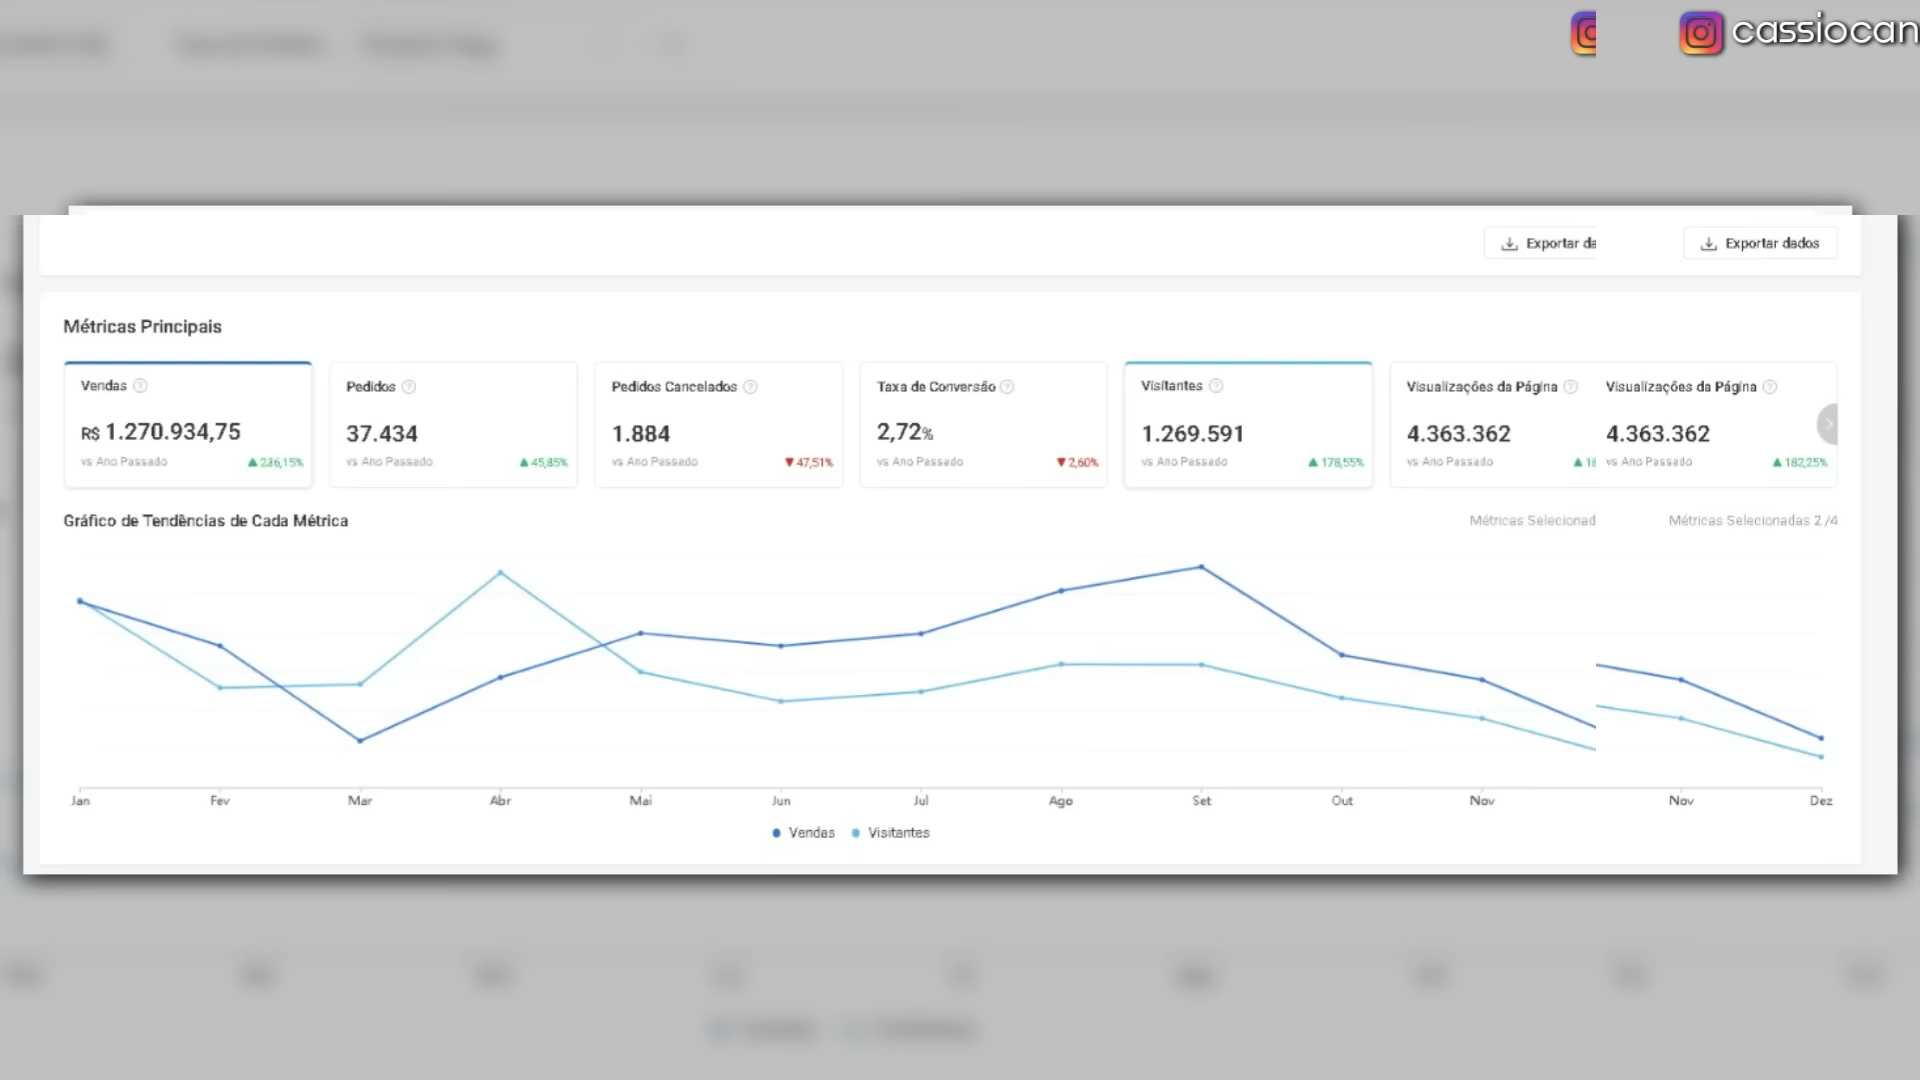 cassiocan
Exportar da
Exportar dados
Métricas Principais
Vendas
R$ 1.270.934,75
vs Ano Passado
236,15%
Pedidos
37.434
vs Ano Passado
45,85%
Pedidos Cancelados
1.884
vs Ano Passado
47,51%
Taxa de Conversão
2,72%
vs Ano Passado
2,60%
Visitantes
1.269.591
vs Ano Passado
178,55%
Visualizações da Página
4.363.362
vs Ano Passado
18
Visualizações da Página
4.363.362
vs Ano Passado
182,25%
Gráfico de Tendências de Cada Métrica
Métricas Selecionad
Métricas Selecionadas 2 /4
Jan Fev Mar Abr Mai Jun Jul Ago Set Out Nov Nov Dez
Vendas Visitantes